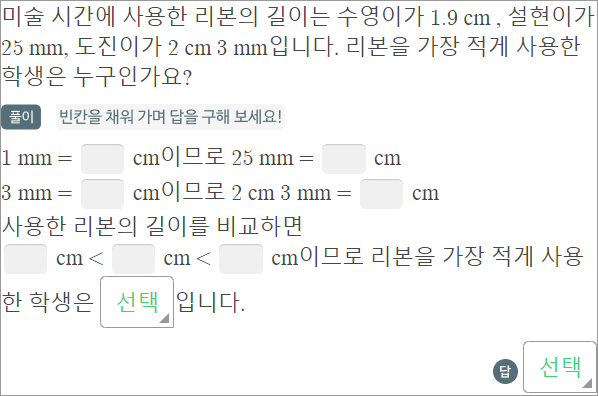 미술 시간에 사용한 리본의 길이는 수영이가 1.9 cm , 설현이가
25 mm, 도진이가 2 cm 3 mm입니다. 리본을 가장 적게 사용한
학생은 누구인가요?
풀이 빈칸을 채워 가며 답을 구해 보세요!
1 mm = cm이므로 25 mm = cm
3 mm = cm이므로 2 cm 3 mm = cm
사용한 리본의 길이를 비교하면
cm < cm < cm이므로 리본을 가장 적게 사용
한 학생은 선택 입니다.
답 선택